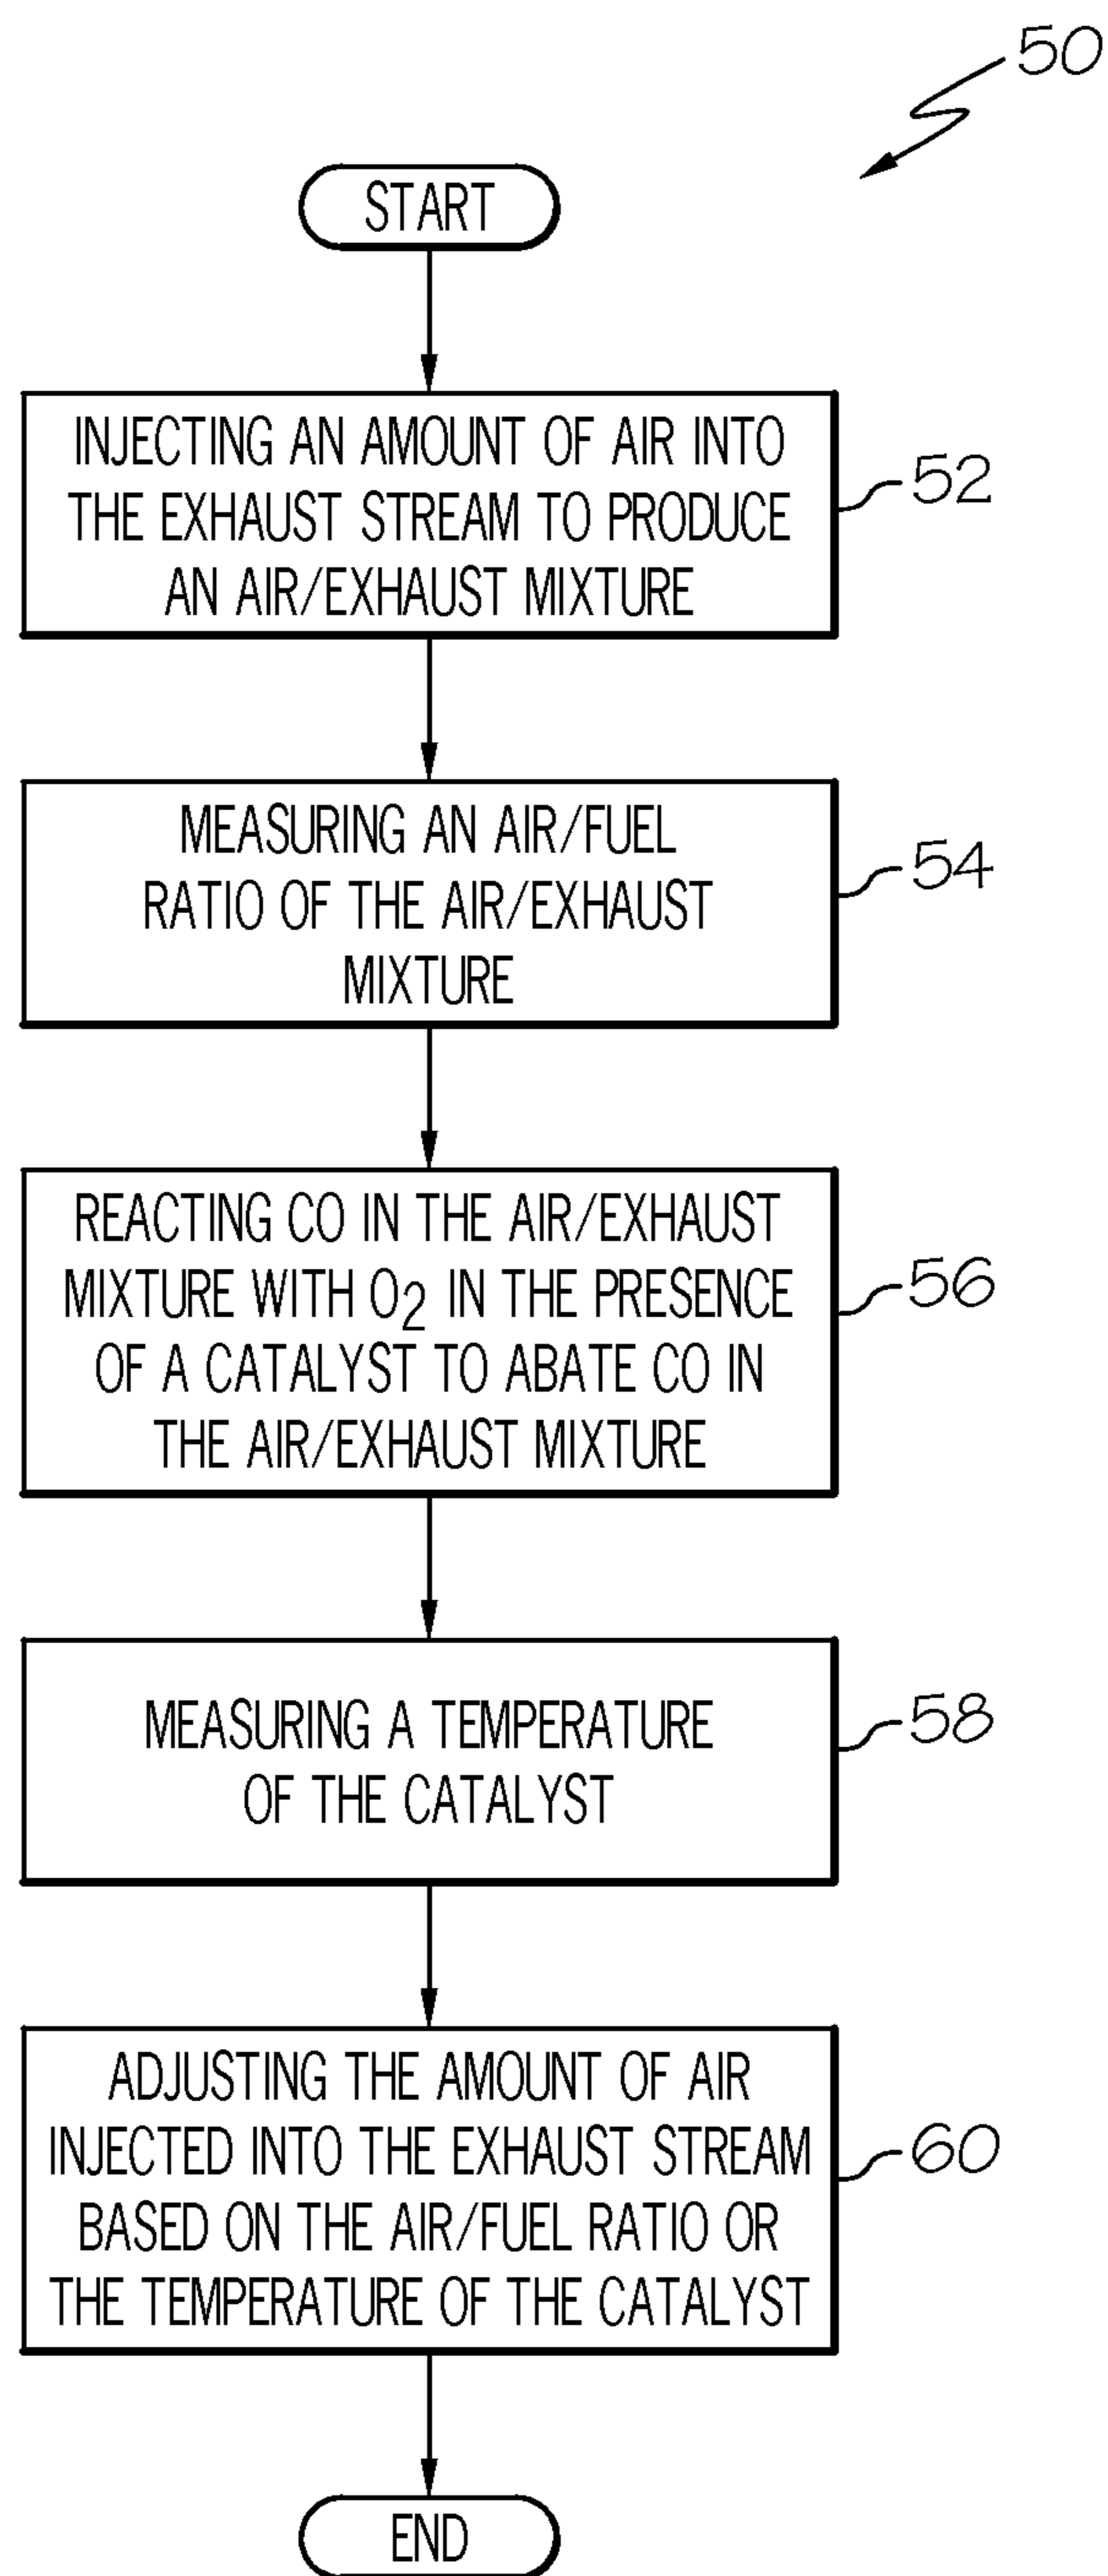 50
START
INJECTING AN AMOUNT OF AIR INTO
THE EXHAUST STREAM TO PRODUCE
AN AIR/EXHAUST MIXTURE
52
MEASURING AN AIR/FUEL
RATIO OF THE AIR/EXHAUST
MIXTURE
54
REACTING CO IN THE AIR/EXHAUST
MIXTURE WITH O2 IN THE PRESENCE
OF A CATALYST TO ABATE CO IN
THE AIR/EXHAUST MIXTURE
56
MEASURING A TEMPERATURE
OF THE CATALYST
58
ADJUSTING THE AMOUNT OF AIR
INJECTED INTO THE EXHAUST STREAM
BASED ON THE AIR/FUEL RATIO OR
THE TEMPERATURE OF THE CATALYST
60
END